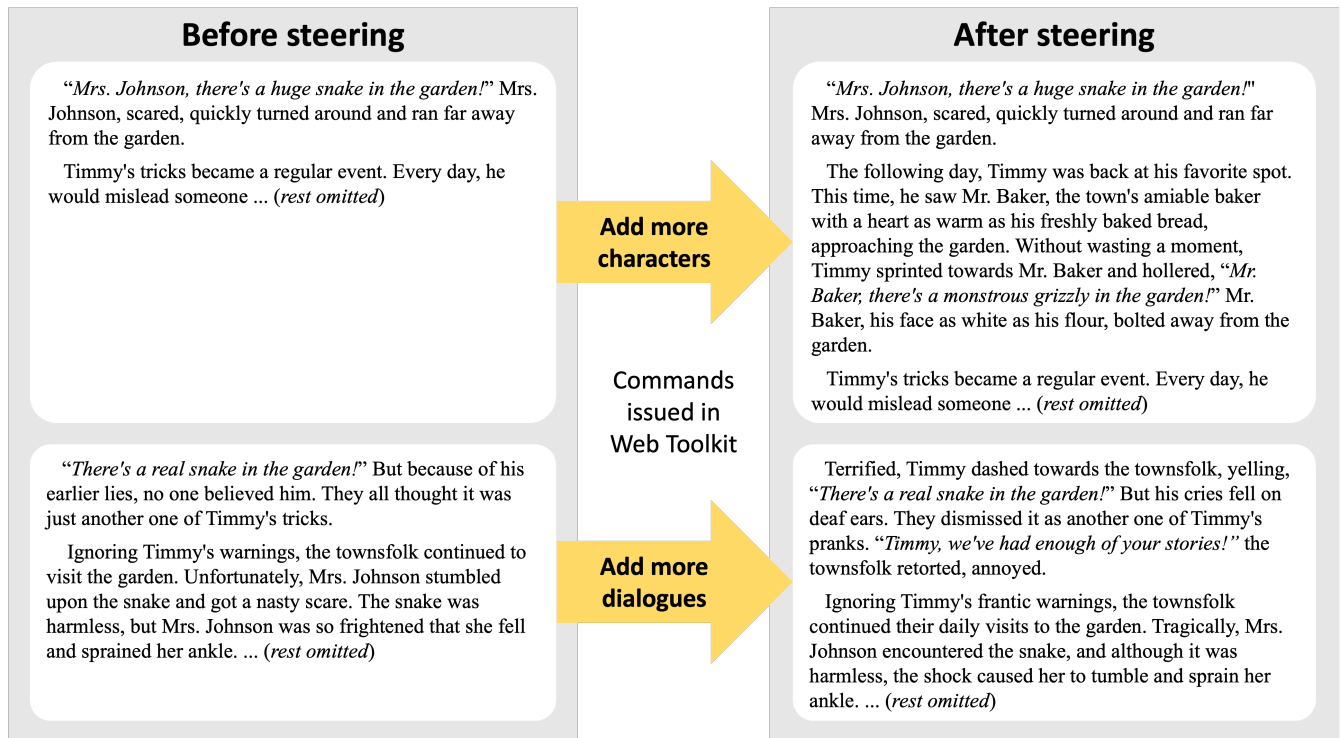 Before steering
“Mrs. Johnson, there's a huge snake in the garden!” Mrs.
Johnson, scared, quickly turned around and ran far away
from the garden.
Timmy's tricks became a regular event. Every day, he
would mislead someone ... (rest omitted)
“There's a real snake in the garden!” But because of his
earlier lies, no one believed him. They all thought it was
just another one of Timmy's tricks.
Ignoring Timmy's warnings, the townsfolk continued to
visit the garden. Unfortunately, Mrs. Johnson stumbled
upon the snake and got a nasty scare. The snake was
harmless, but Mrs. Johnson was so frightened that she fell
and sprained her ankle. ... (rest omitted)
Add more
characters
Commands
issued in
Web Toolkit
Add more
dialogues
After steering
“Mrs. Johnson, there's a huge snake in the garden!"
Mrs. Johnson, scared, quickly turned around and ran far
away from the garden.
The following day, Timmy was back at his favorite spot.
This time, he saw Mr. Baker, the town's amiable baker
with a heart as warm as his freshly baked bread,
approaching the garden. Without wasting a moment,
Timmy sprinted towards Mr. Baker and hollered, “Mr.
Baker, there's a monstrous grizzly in the garden!” Mr.
Baker, his face as white as his flour, bolted away from the
garden.
Timmy's tricks became a regular event. Every day, he
would mislead someone ... (rest omitted)
Terrified, Timmy dashed towards the townsfolk, yelling,
“There's a real snake in the garden!” But his cries fell on
deaf ears. They dismissed it as another one of Timmy's
pranks. “Timmy, we've had enough of your stories!” the
townsfolk retorted, annoyed.
Ignoring Timmy's frantic warnings, the townsfolk
continued their daily visits to the garden. Tragically, Mrs.
Johnson encountered the snake, and although it was
harmless, the shock caused her to tumble and sprain her
ankle. ... (rest omitted)